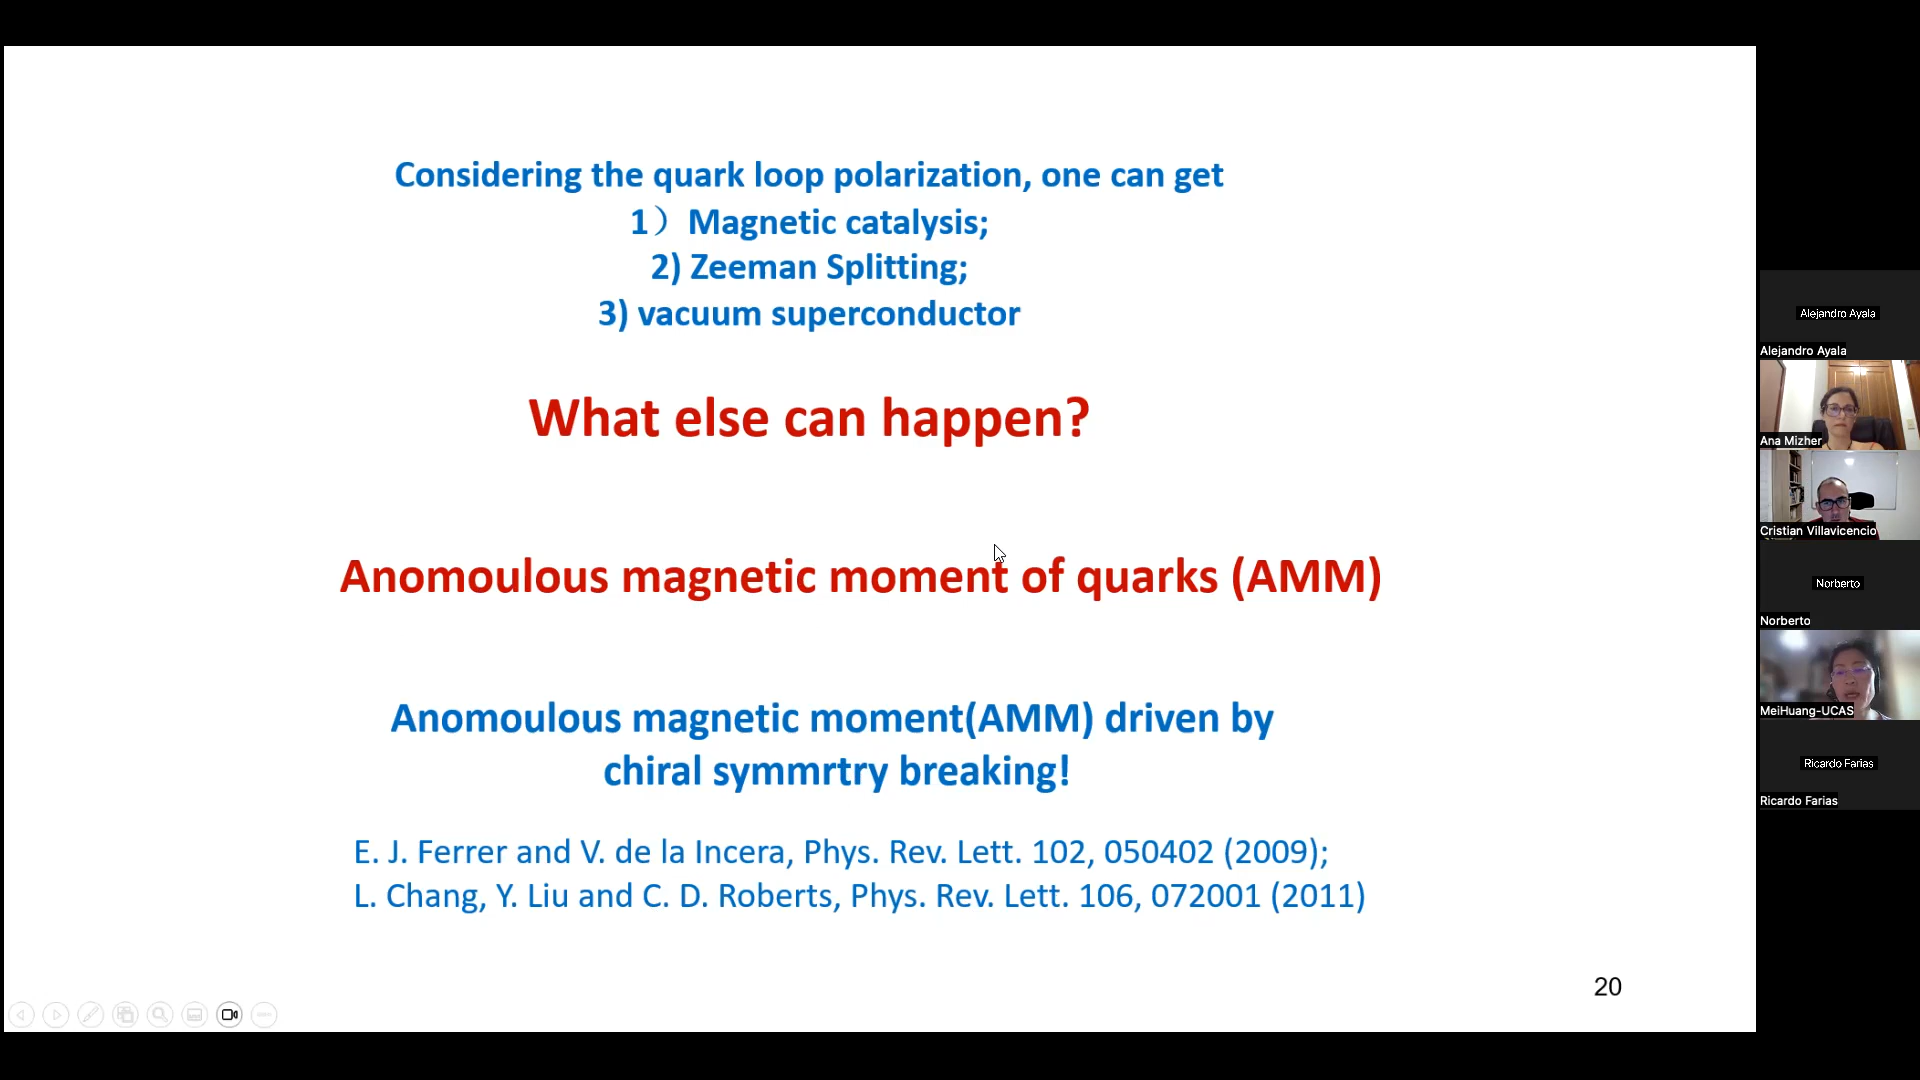 Considering the quark loop polarization, one can get
1）Magnetic catalysis;
2) Zeeman Splitting;
3) vacuum superconductor
What else can happen?
Anomoulous magnetic moment of quarks (AMM)
Anomoulous magnetic moment(AMM) driven by
chiral symmrtry breaking!
E. J. Ferrer and V. de la Incera, Phys. Rev. Lett. 102, 050402 (2009);
L. Chang, Y. Liu and C. D. Roberts, Phys. Rev. Lett. 106, 072001 (2011)
20
Alejandro Ayala
Alejandro Ayala
Ana Mizher
Cristian Villavicencio
Norberto
Norberto
MeiHuang-UCAS
Ricardo Farias
Ricardo Farias